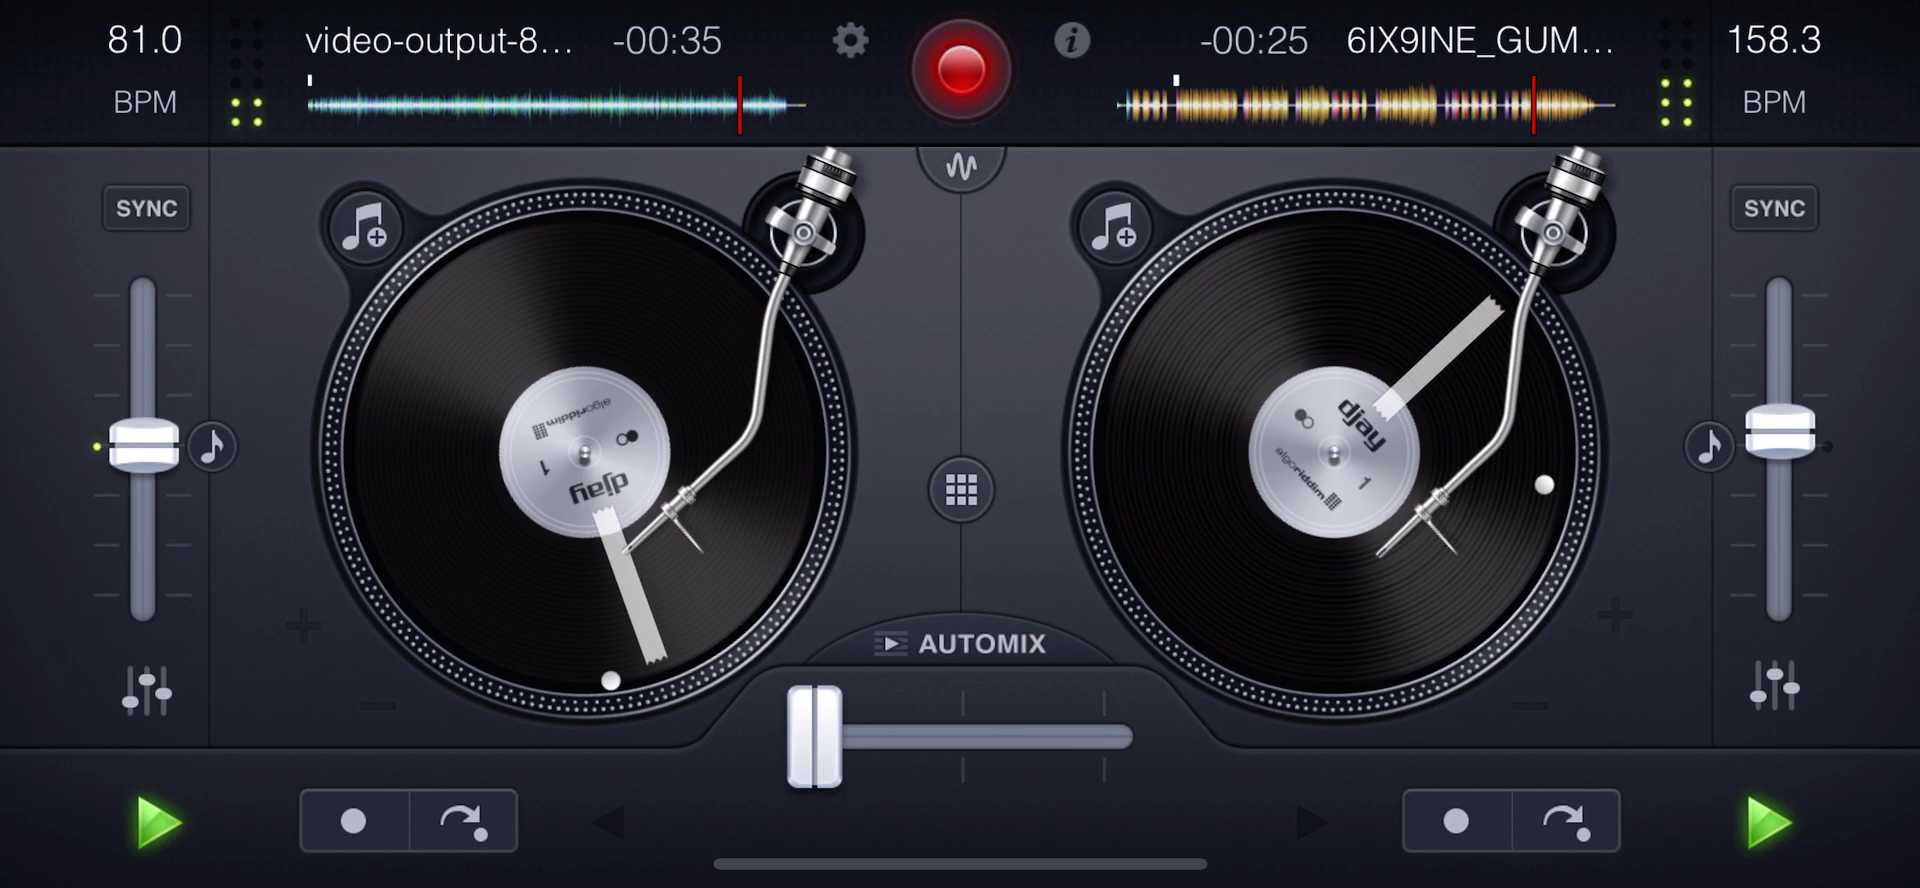 81.0
BPM
video-output-8...
-00:35
-00:25
6IX9INE_GUM...
158.3
BPM
SYNC
SYNC
algoriddim
1
djay
djay
algoriddim
1
AUTOMIX